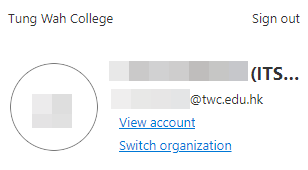 Tung Wah College
Sign out
(ITS...
@twc.edu.hk
View account
Switch organization